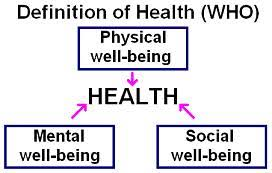 Definition of Health (WHO)
Physical
well-being
HEALTH
Mental
well-being
Social
well-being